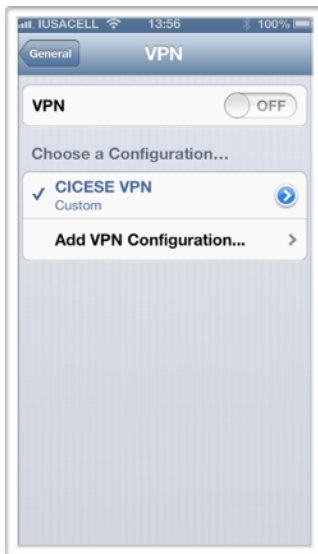 IUSACELL 13:56 100%
General VPN
VPN OFF
Choose a Configuration...
CICESE VPN
Custom
Add VPN Configuration...